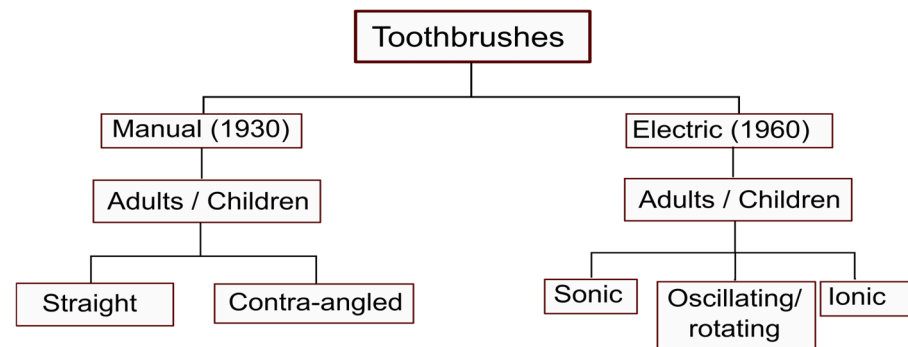 Toothbrushes
Manual (1930)
Electric (1960)
Adults / Children
Adults / Children
Straight
Contra-angled
Sonic
Oscillating/
rotating
Ionic